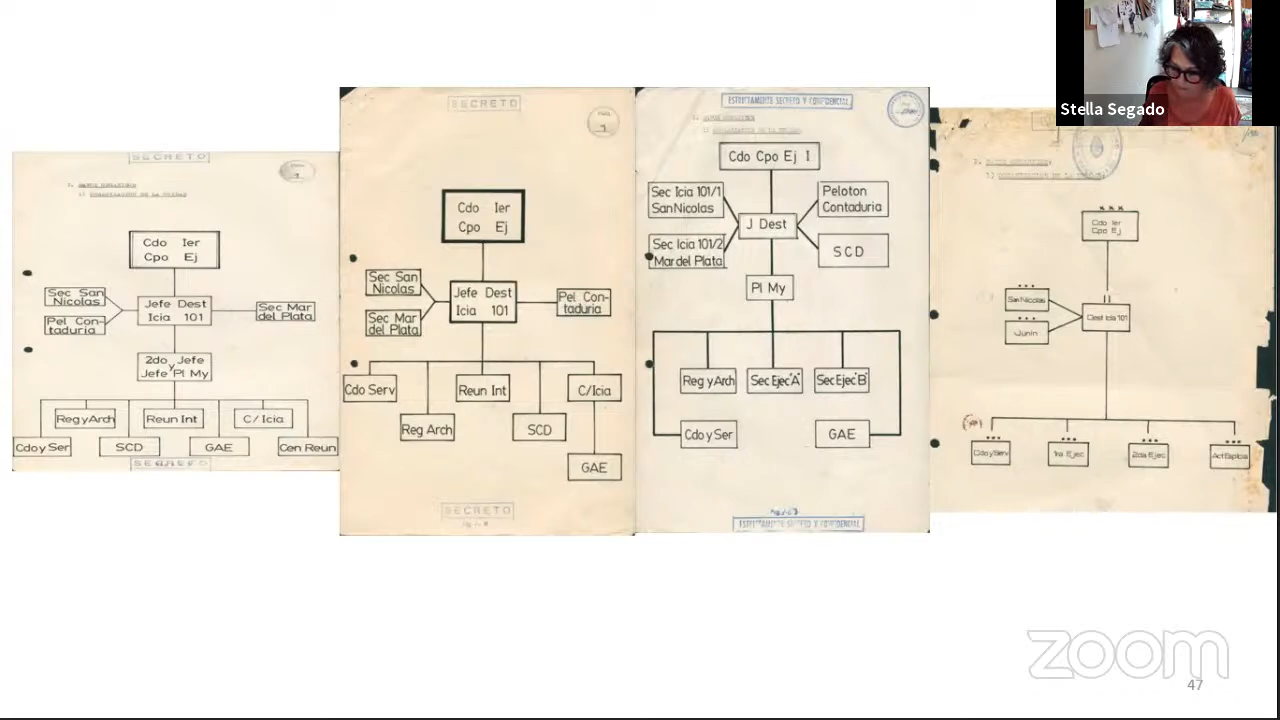 Stella Segado
SECRETO
Cdo Ier
Cpo Ej
Sec San
Nicolas
Pel Con-
taduria
Jefe Dest
Icia 101
Sec Mar
del Plata
2do Jefe
y
Jefe Pl My
Reg y Arch
Reun Int
C/Icia
Cdo y Ser
SCD
GAE
Cen Reun
SECRETO
SECRETO
Cdo Ier
Cpo Ej
Sec San
Nicolas
Sec Mar
del Plata
Jefe Dest
Icia 101
Pel Con-
taduria
Cdo Serv
Reun Int
C/Icia
Reg Arch
SCD
GAE
SECRETO
ESTRICTAMENTE SECRETO Y CONFIDENCIAL
Cdo Cpo Ej I
Sec Icia 101/1
San Nicolas
Sec Icia 101/2
Mar del Plata
J Dest
Peloton
Contaduria
SCD
Pl My
Reg y Arch
Sec Ejec "A"
Sec Ejec "B"
Cdo y Ser
GAE
ESTRICTAMENTE SECRETO Y CONFIDENCIAL
Cdo Ier
Cpo Ej
San Nicolas
Junin
Dest Icia 101
Cdo y Serv
1ra Ejec
2da Ejec
Act Especiales
zoom
47